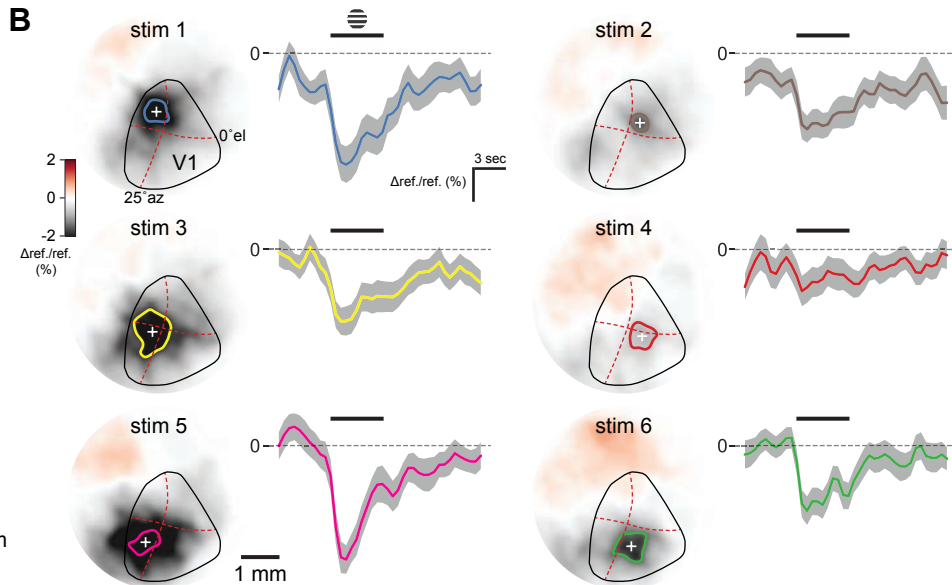 B
stim 1
0
stim 2
0
0°el
V1
25°az
2
0
-2
Δref./ref.
(%)
3 sec
Δref./ref. (%)
stim 3
0
stim 4
0
stim 5
0
stim 6
0
m
1 mm